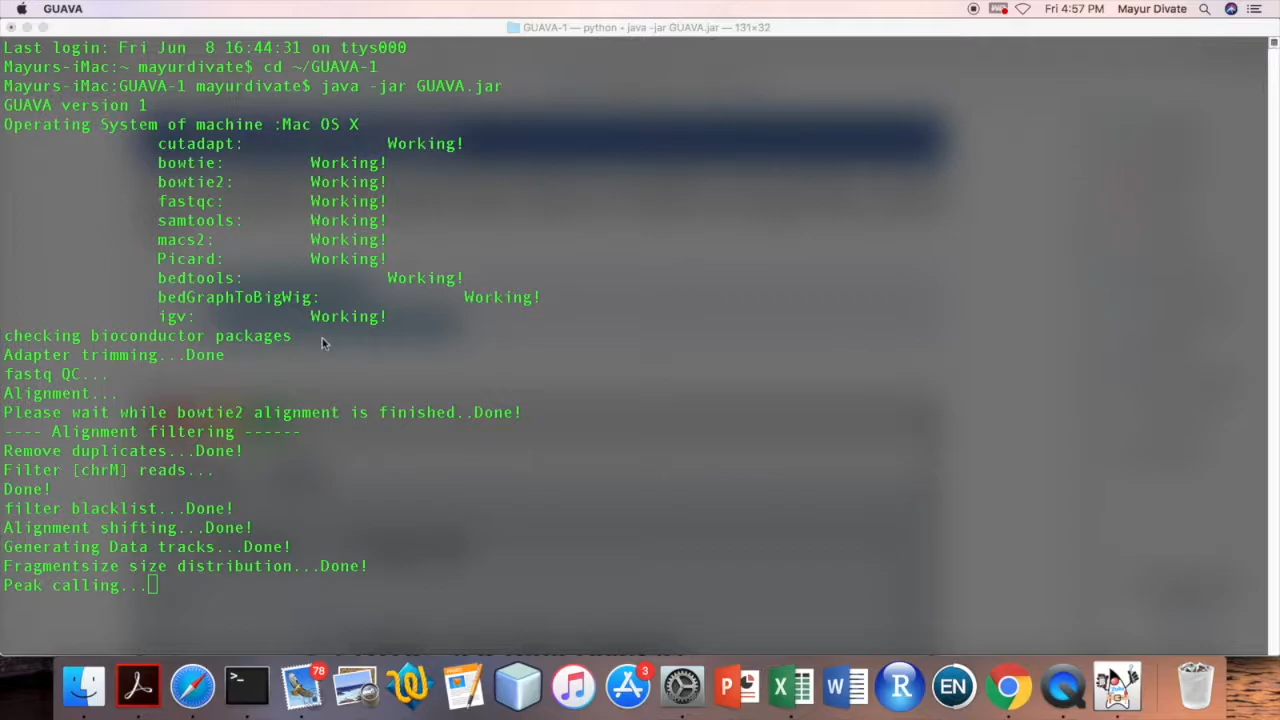 GUAVA
Fri 4:57 PM Mayur Divate
GUAVA-1 — python • java -jar GUAVA.jar — 131×32
Last login: Fri Jun  8 16:44:31 on ttys000
Mayurs-iMac:~ mayurdivate$ cd ~/GUAVA-1
Mayurs-iMac:GUAVA-1 mayurdivate$ java -jar GUAVA.jar
GUAVA version 1
Operating System of machine :Mac OS X
cutadapt: Working!
bowtie: Working!
bowtie2: Working!
fastqc: Working!
samtools: Working!
macs2: Working!
Picard: Working!
bedtools: Working!
bedGraphToBigWig: Working!
igv: Working!
checking bioconductor packages
Adapter trimming...Done
fastq QC...
Alignment...
Please wait while bowtie2 alignment is finished..Done!
---- Alignment filtering ------
Remove duplicates...Done!
Filter [chrM] reads...
Done!
filter blacklist...Done!
Alignment shifting...Done!
Generating Data tracks...Done!
Fragmentsize size distribution...Done!
Peak calling...
78
3
P
X
W
R
EN